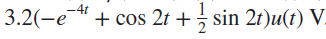 3.2(−e⁻⁴ᵗ + cos 2t + 1/2 sin 2t)u(t) V.